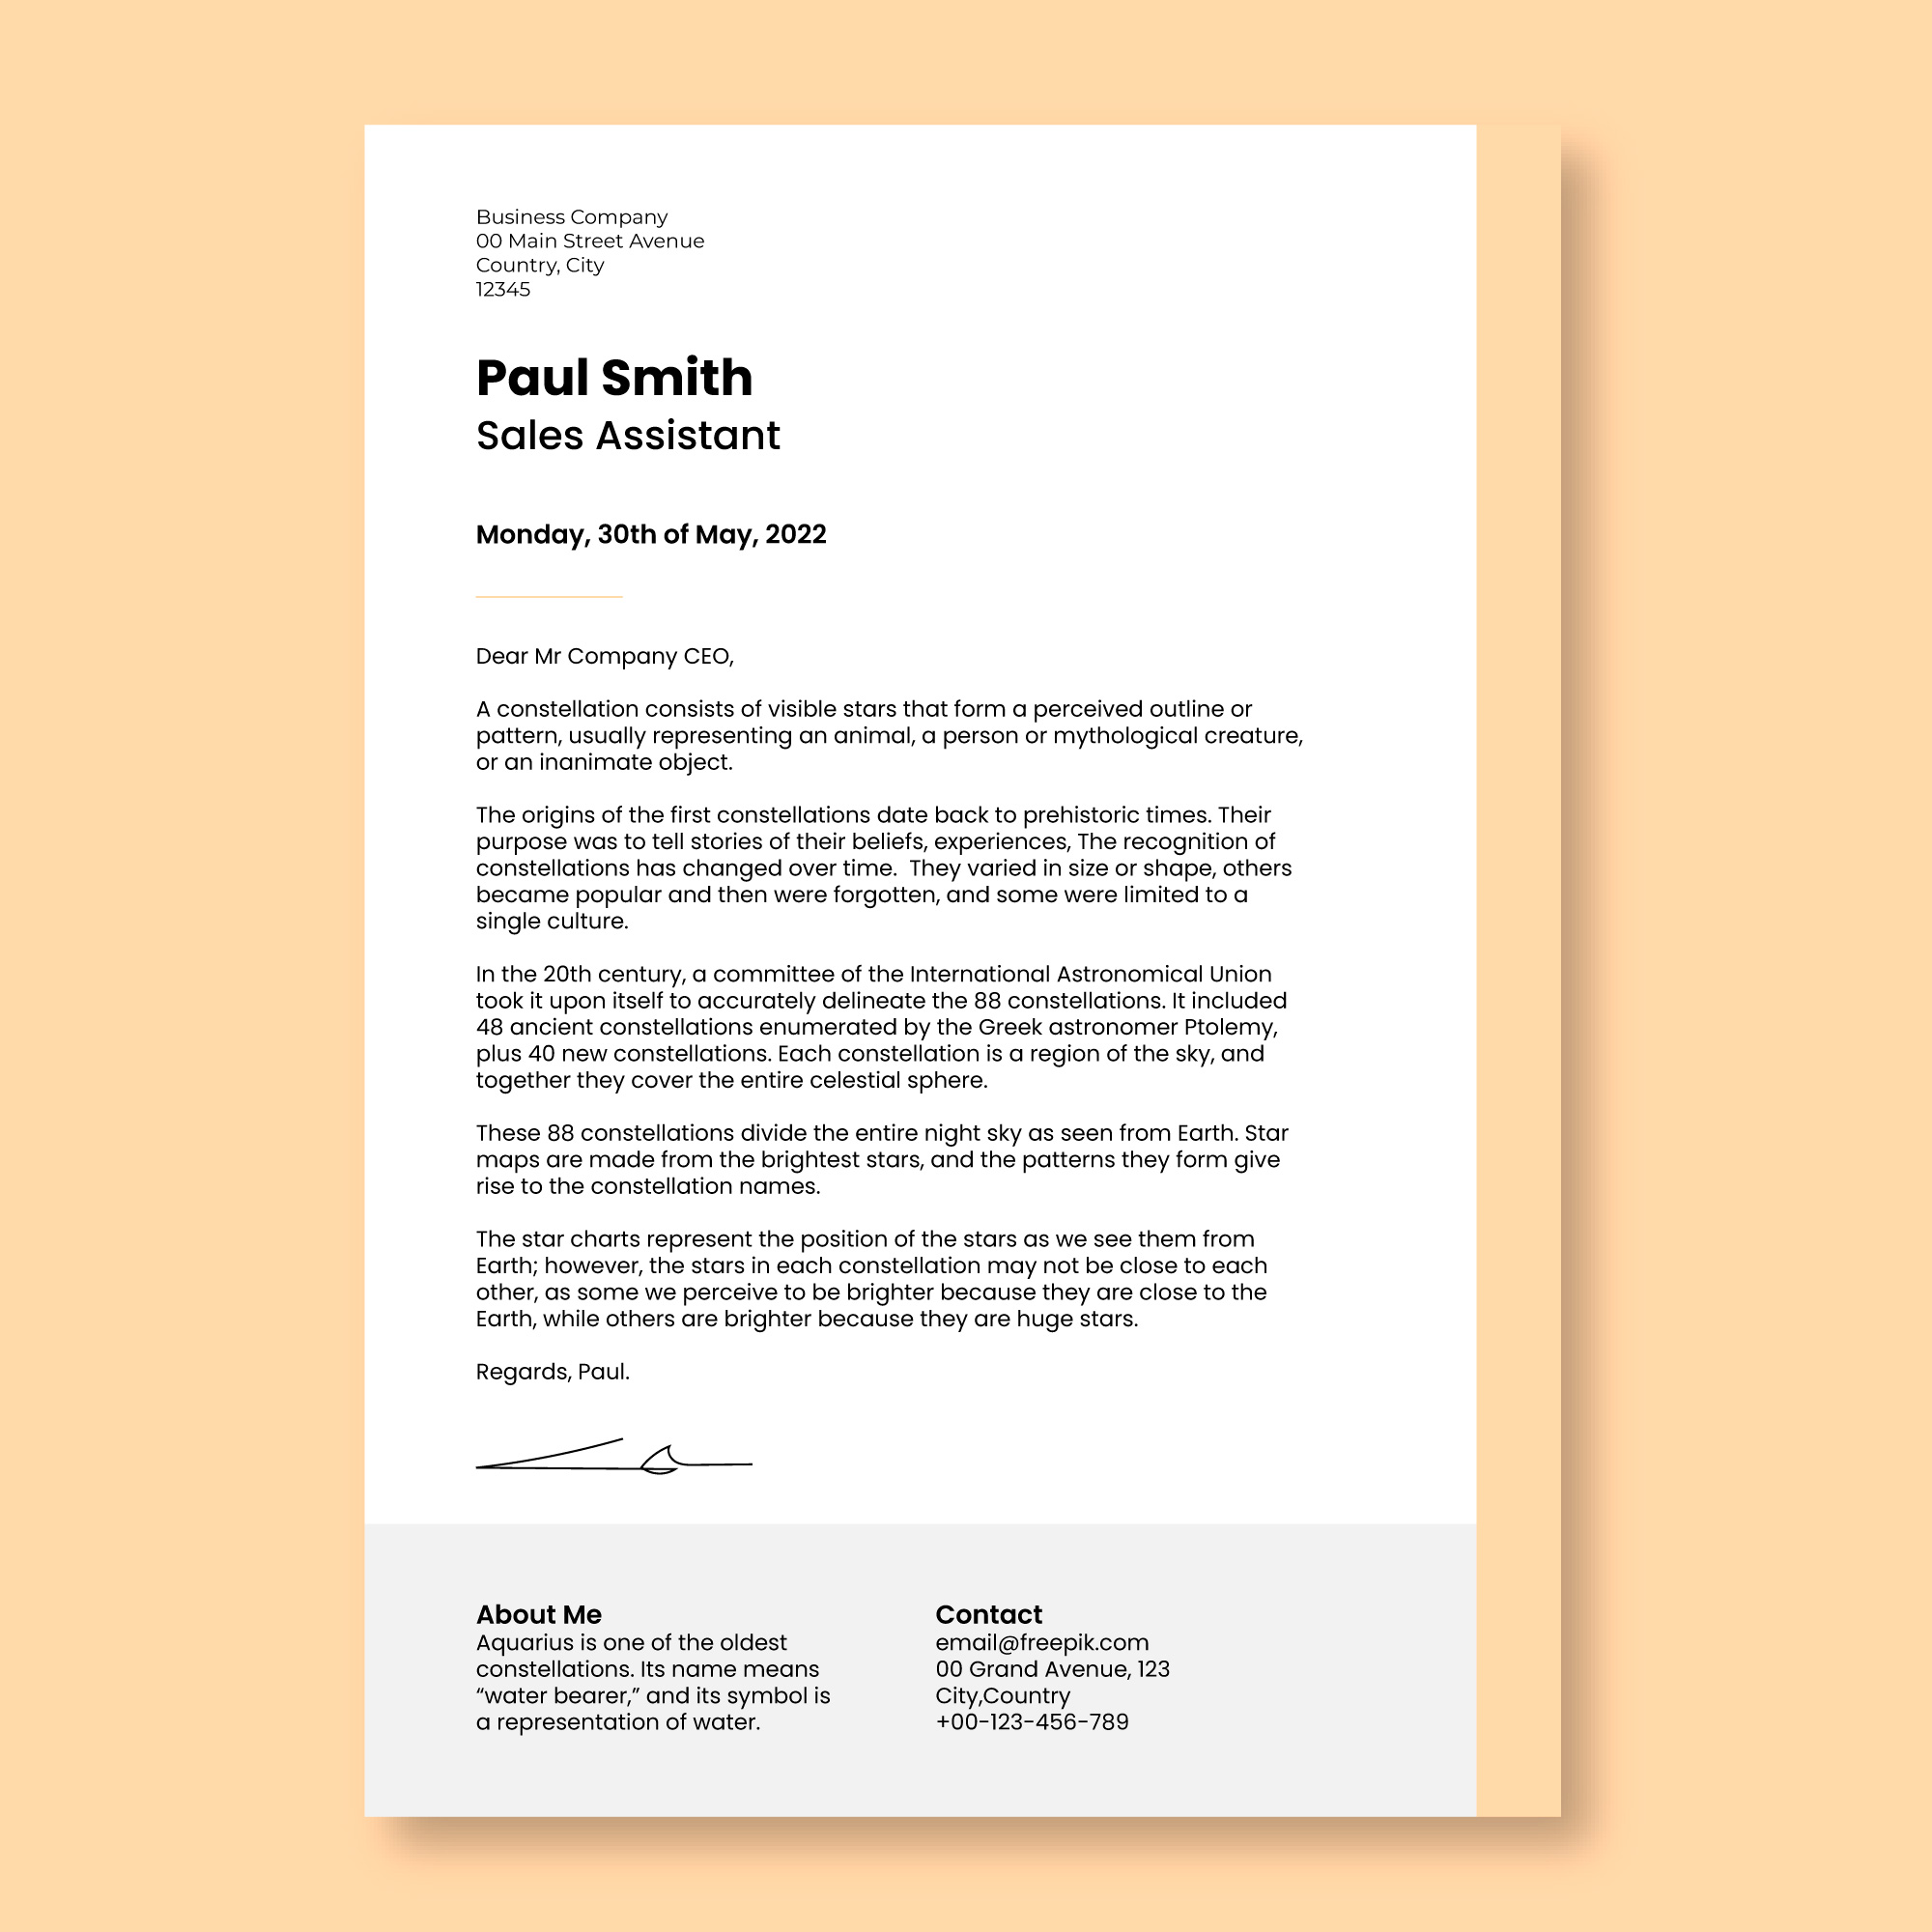 Business Company
00 Main Street Avenue
Country, City
12345
Paul Smith
Sales Assistant
Monday, 30th of May, 2022
Dear Mr Company CEO,
A constellation consists of visible stars that form a perceived outline or
pattern, usually representing an animal, a person or mythological creature,
or an inanimate object.
The origins of the first constellations date back to prehistoric times. Their
purpose was to tell stories of their beliefs, experiences, The recognition of
constellations has changed over time.  They varied in size or shape, others
became popular and then were forgotten, and some were limited to a
single culture.
In the 20th century, a committee of the International Astronomical Union
took it upon itself to accurately delineate the 88 constellations. It included
48 ancient constellations enumerated by the Greek astronomer Ptolemy,
plus 40 new constellations. Each constellation is a region of the sky, and
together they cover the entire celestial sphere.
These 88 constellations divide the entire night sky as seen from Earth. Star
maps are made from the brightest stars, and the patterns they form give
rise to the constellation names.
The star charts represent the position of the stars as we see them from
Earth; however, the stars in each constellation may not be close to each
other, as some we perceive to be brighter because they are close to the
Earth, while others are brighter because they are huge stars.
Regards, Paul.
About Me
Aquarius is one of the oldest
constellations. Its name means
“water bearer,” and its symbol is
a representation of water.
Contact
email@freepik.com
00 Grand Avenue, 123
City,Country
+00-123-456-789